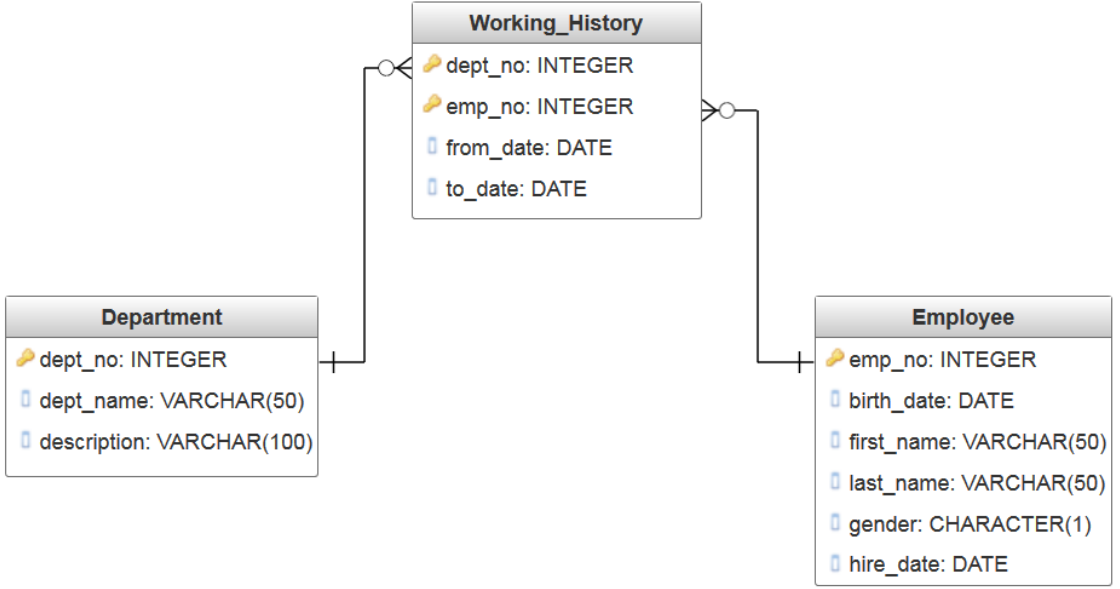 Working_History
dept_no: INTEGER
emp_no: INTEGER
from_date: DATE
to_date: DATE
Department
dept_no: INTEGER
dept_name: VARCHAR(50)
description: VARCHAR(100)
Employee
emp_no: INTEGER
birth_date: DATE
first_name: VARCHAR(50)
last_name: VARCHAR(50)
gender: CHARACTER(1)
hire_date: DATE